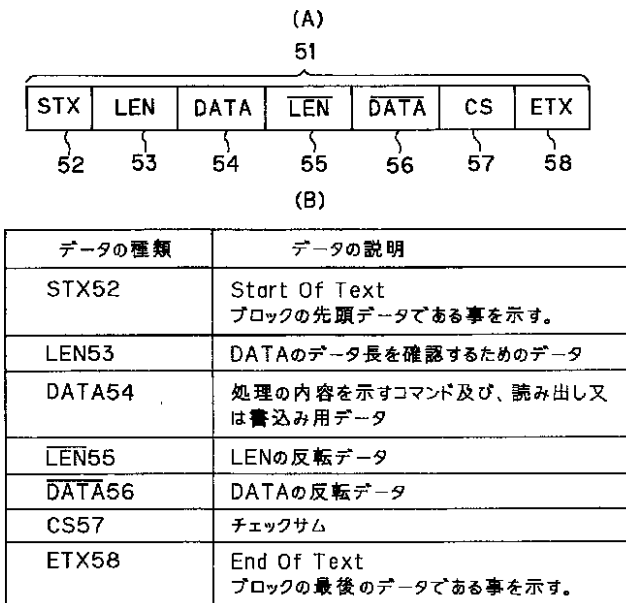 (A)
51
STX LEN DATA L̅E̅N̅ D̅A̅T̅A̅ CS ETX
52 53 54 55 56 57 58
(B)
データの種類 データの説明
STX52 Start Of Text
ブロックの先頭データである事を示す。
LEN53 DATAのデータ長を確認するためのデータ
DATA54 処理の内容を示すコマンド及び、読み出し又
は書込み用データ
L̅E̅N̅55 LENの反転データ
D̅A̅T̅A̅56 DATAの反転データ
CS57 チェックサム
ETX58 End Of Text
ブロックの最後のデータである事を示す。